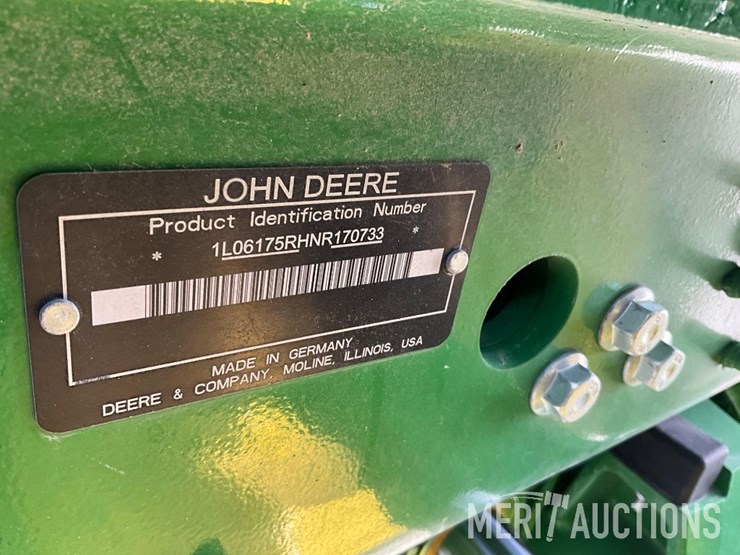 JOHN DEERE
Product Identification Number
* 1L06175RHNR170733 *
MADE IN GERMANY
DEERE & COMPANY, MOLINE, ILLINOIS, USA
MERIT AUCTIONS